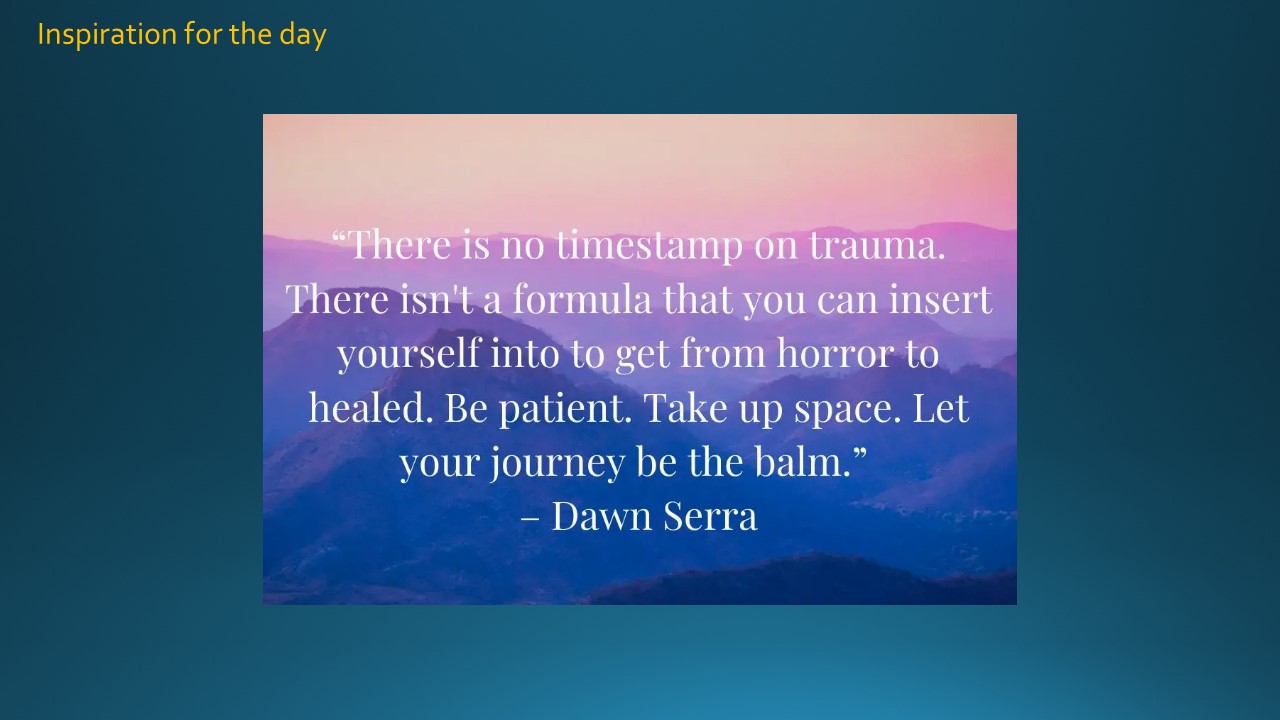 Inspiration for the day
“There is no timestamp on trauma.
There isn't a formula that you can insert
yourself into to get from horror to
healed. Be patient. Take up space. Let
your journey be the balm.”
– Dawn Serra